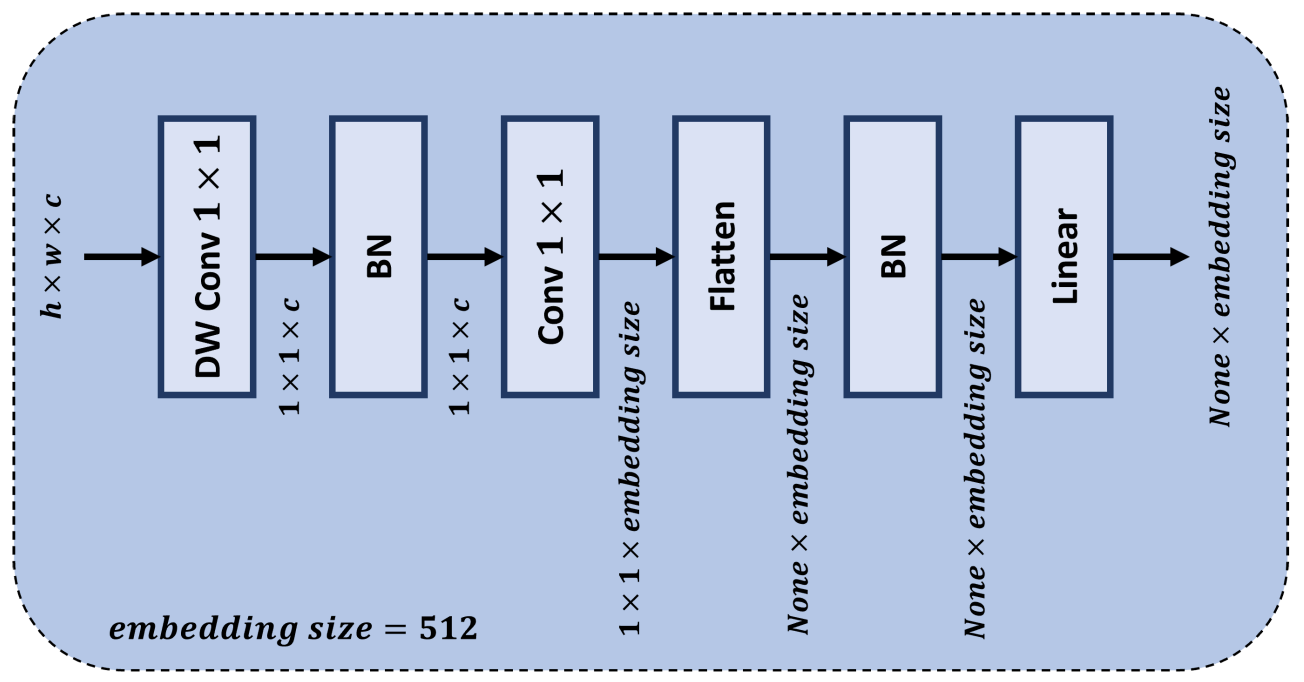 h × w × c
DW Conv 1 × 1
1 × 1 × c
BN
1 × 1 × c
Conv 1 × 1
1 × 1 × embedding size
Flatten
None × embedding size
BN
None × embedding size
Linear
None × embedding size
embedding size = 512